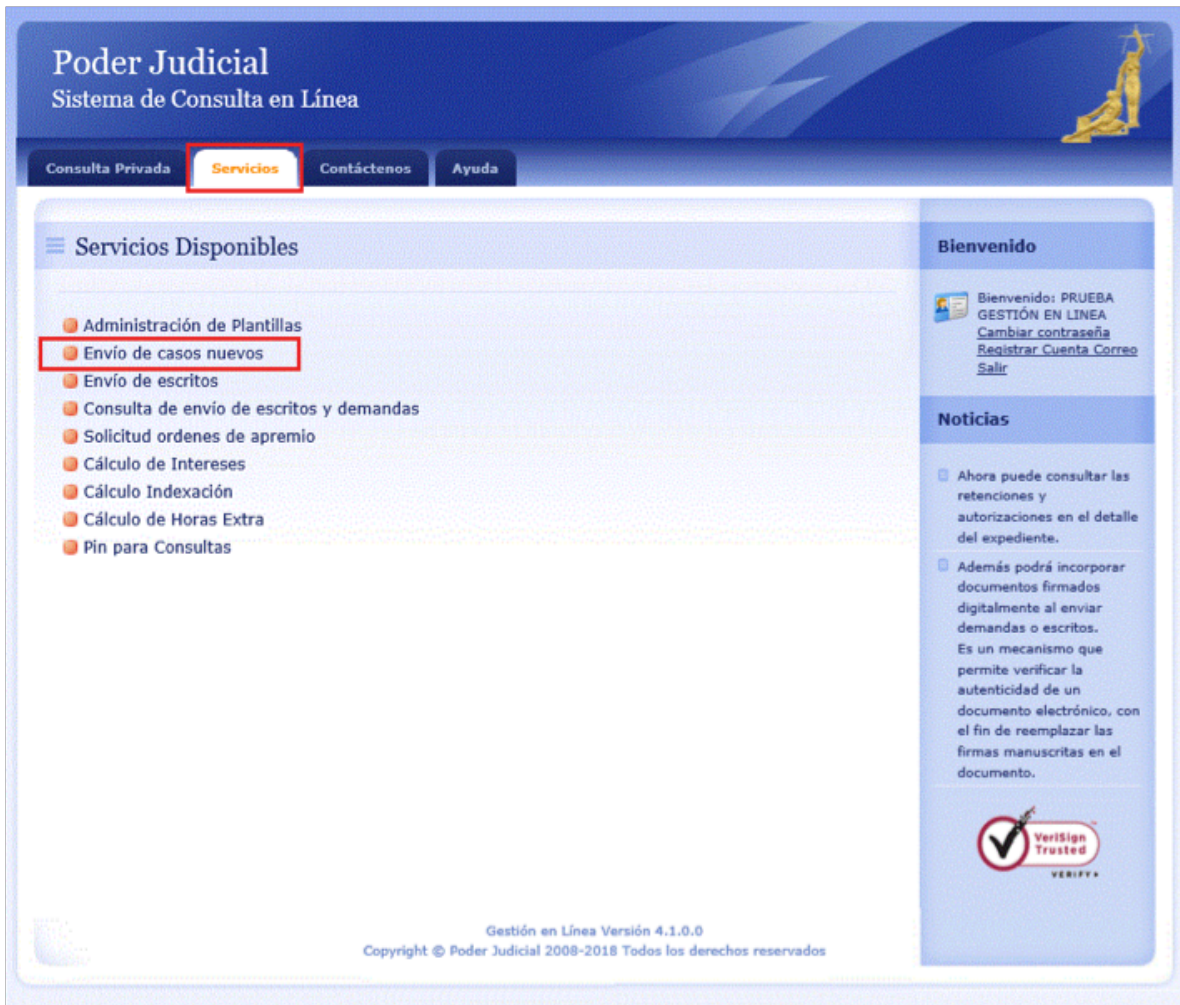 Poder Judicial
Sistema de Consulta en Línea
Consulta Privada Servicios Contáctenos Ayuda
Servicios Disponibles
Administración de Plantillas
Envío de casos nuevos
Envío de escritos
Consulta de envío de escritos y demandas
Solicitud ordenes de apremio
Cálculo de Intereses
Cálculo Indexación
Cálculo de Horas Extra
Pin para Consultas
Bienvenido
Bienvenido: PRUEBA
GESTIÓN EN LINEA
Cambiar contraseña
Registrar Cuenta Correo
Salir
Noticias
Ahora puede consultar las
retenciones y
autorizaciones en el detalle
del expediente.
Además podrá incorporar
documentos firmados
digitalmente al enviar
demandas o escritos.
Es un mecanismo que
permite verificar la
autenticidad de un
documento electrónico, con
el fin de reemplazar las
firmas manuscritas en el
documento.
VeriSign
Trusted
VERIFY
Gestión en Línea Versión 4.1.0.0
Copyright © Poder Judicial 2008-2018 Todos los derechos reservados